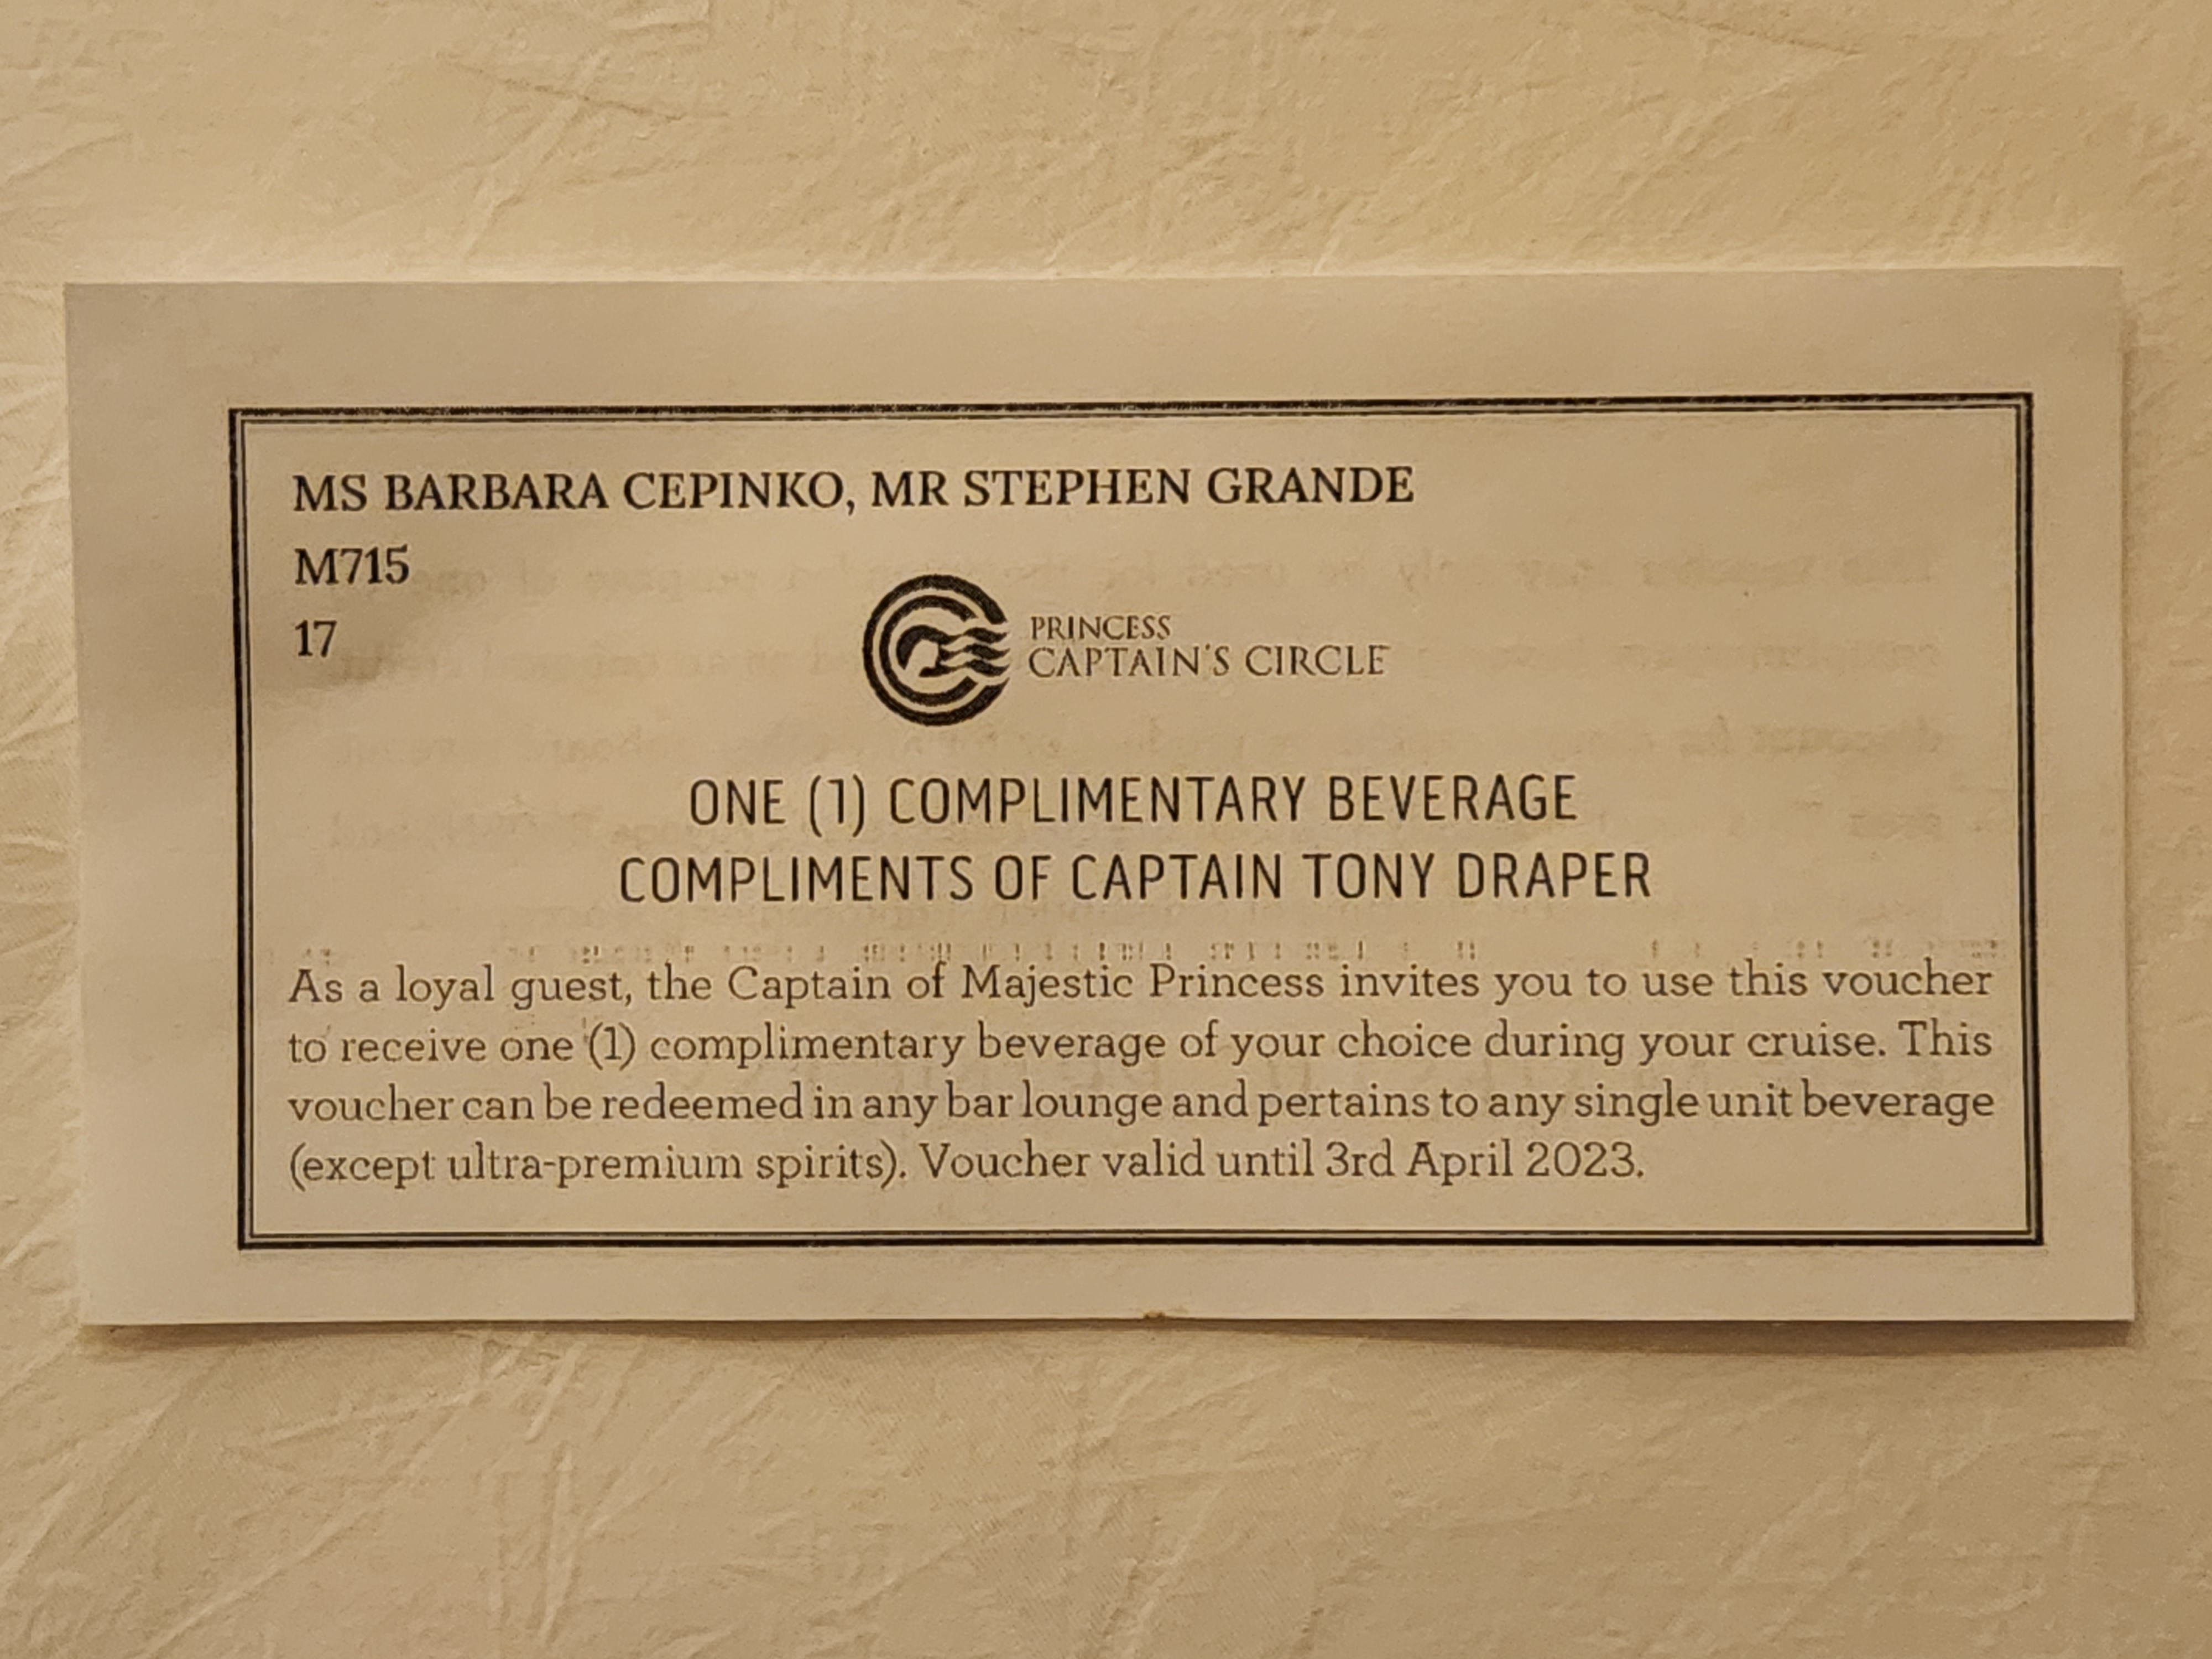 MS BARBARA CEPINKO, MR STEPHEN GRANDE
M715
17
PRINCESS
CAPTAIN'S CIRCLE
ONE (1) COMPLIMENTARY BEVERAGE
COMPLIMENTS OF CAPTAIN TONY DRAPER
As a loyal guest, the Captain of Majestic Princess invites you to use this voucher
to receive one (1) complimentary beverage of your choice during your cruise. This
voucher can be redeemed in any bar lounge and pertains to any single unit beverage
(except ultra-premium spirits). Voucher valid until 3rd April 2023.